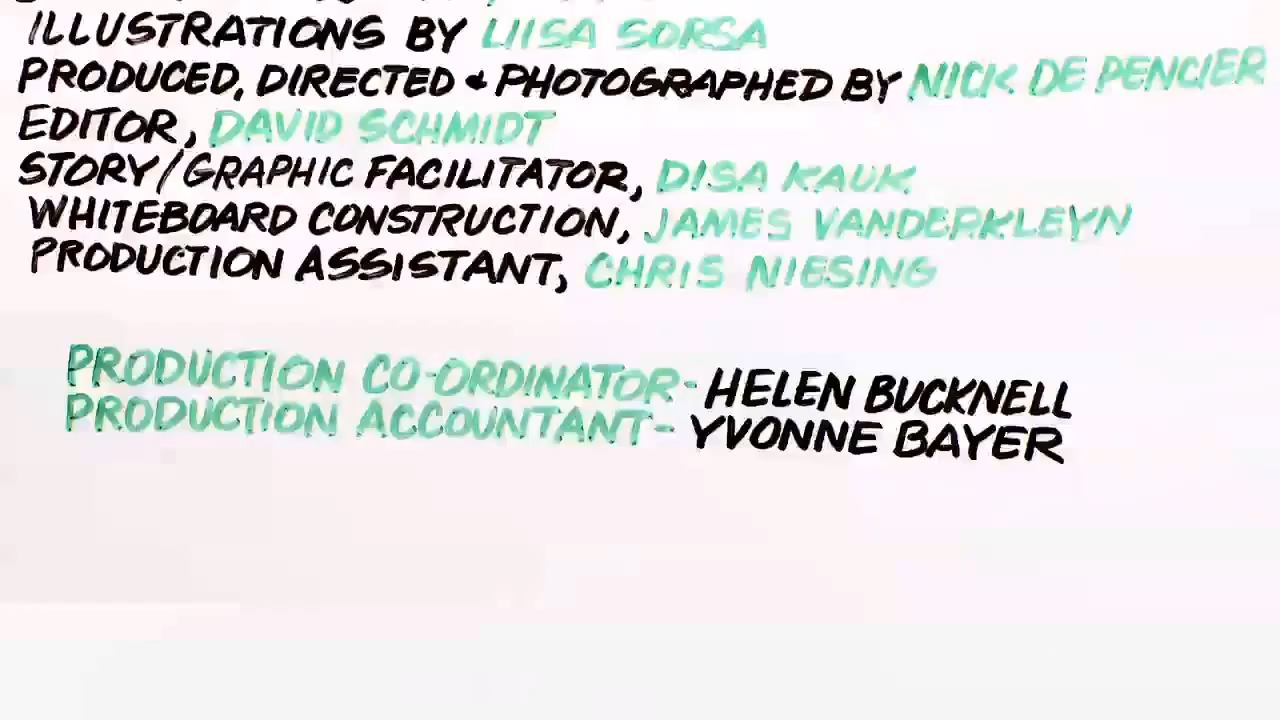 ILLUSTRATIONS BY LIISA SORSA
PRODUCED, DIRECTED & PHOTOGRAPHED BY NICK DE PENCIER
EDITOR, DAVID SCHMIDT
STORY/GRAPHIC FACILITATOR, DISA KAUK
WHITEBOARD CONSTRUCTION, JAMES VANDERKLEYN
PRODUCTION ASSISTANT, CHRIS NIESING
PRODUCTION CO-ORDINATOR- HELEN BUCKNELL
PRODUCTION ACCOUNTANT- YVONNE BAYER